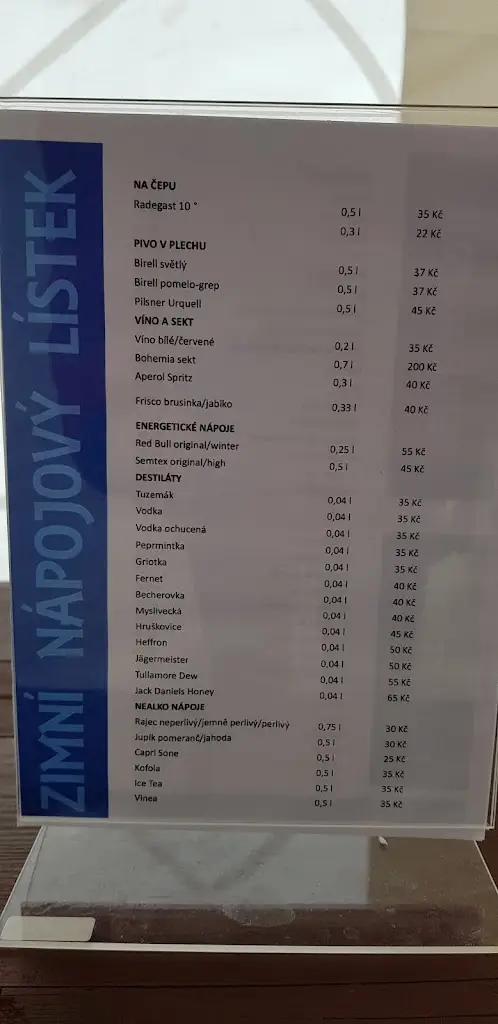 ZIMNÍ NÁPOJOVÝ LÍSTEK
NA ČEPU
Radegast 10 ° 0,5 l 35 Kč
0,3 l 22 Kč
PIVO V PLECHU
Birell světlý 0,5 l 37 Kč
Birell pomelo-grep 0,5 l 37 Kč
Pilsner Urquell 0,5 l 45 Kč
VÍNO A SEKT
Víno bílé/červené 0,2 l 35 Kč
Bohemia sekt 0,7 l 200 Kč
Aperol Spritz 0,3 l 40 Kč
Frisco brusinka/jablko 0,33 l 40 Kč
ENERGETICKÉ NÁPOJE
Red Bull original/winter 0,25 l 55 Kč
Semtex original/high 0,5 l 45 Kč
DESTILÁTY
Tuzemák 0,04 l 35 Kč
Vodka 0,04 l 35 Kč
Vodka ochucená 0,04 l 35 Kč
Peprmintka 0,04 l 35 Kč
Griotka 0,04 l 35 Kč
Fernet 0,04 l 40 Kč
Becherovka 0,04 l 40 Kč
Myslivecká 0,04 l 40 Kč
Hruškovice 0,04 l 45 Kč
Heffron 0,04 l 50 Kč
Jägermeister 0,04 l 50 Kč
Tullamore Dew 0,04 l 55 Kč
Jack Daniels Honey 0,04 l 65 Kč
NEALKO NÁPOJE
Rajec neperlivý/jemně perlivý/perlivý 0,75 l 30 Kč
Jupík pomeranč/jahoda 0,5 l 30 Kč
Capri Sone 0,5 l 25 Kč
Kofola 0,5 l 35 Kč
Ice Tea 0,5 l 35 Kč
Vinea 0,5 l 35 Kč